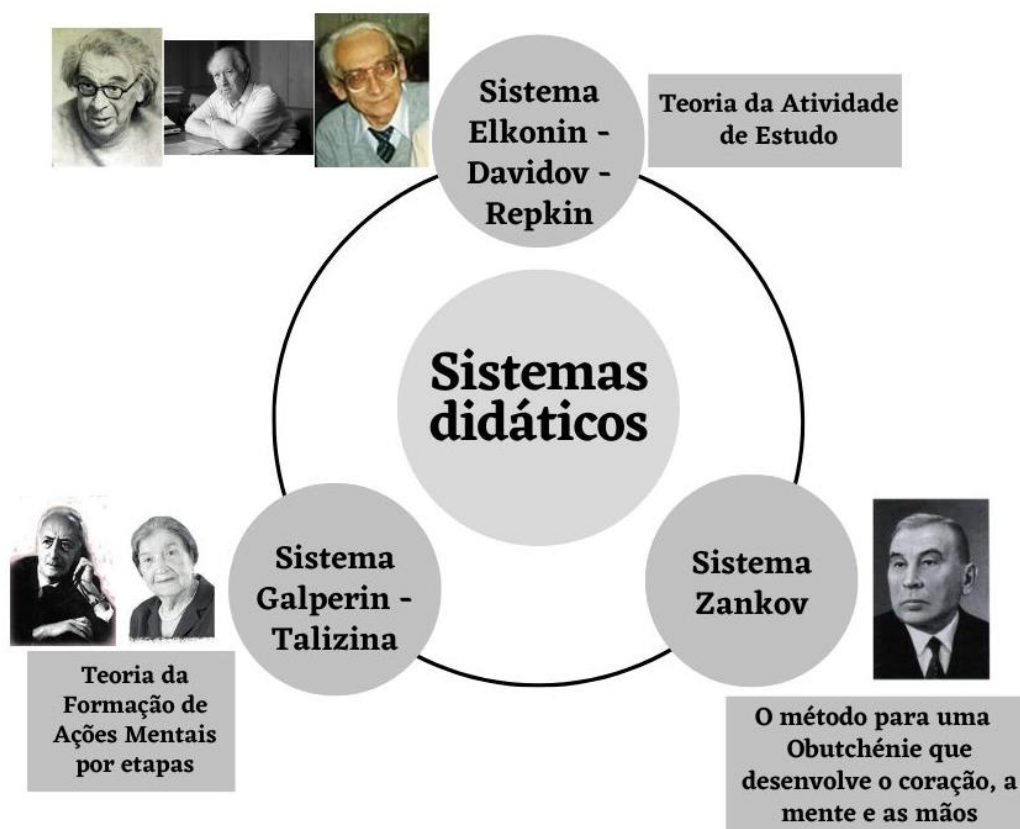 Sistema
Elkonin -
Davidov -
Repkin
Teoria da Atividade
de Estudo
Sistemas
didáticos
Sistema
Galperin -
Talizina
Sistema
Zankov
Teoria da
Formação de
Ações Mentais
por etapas
O método para uma
Obutchénie que
desenvolve o coração, a
mente e as mãos